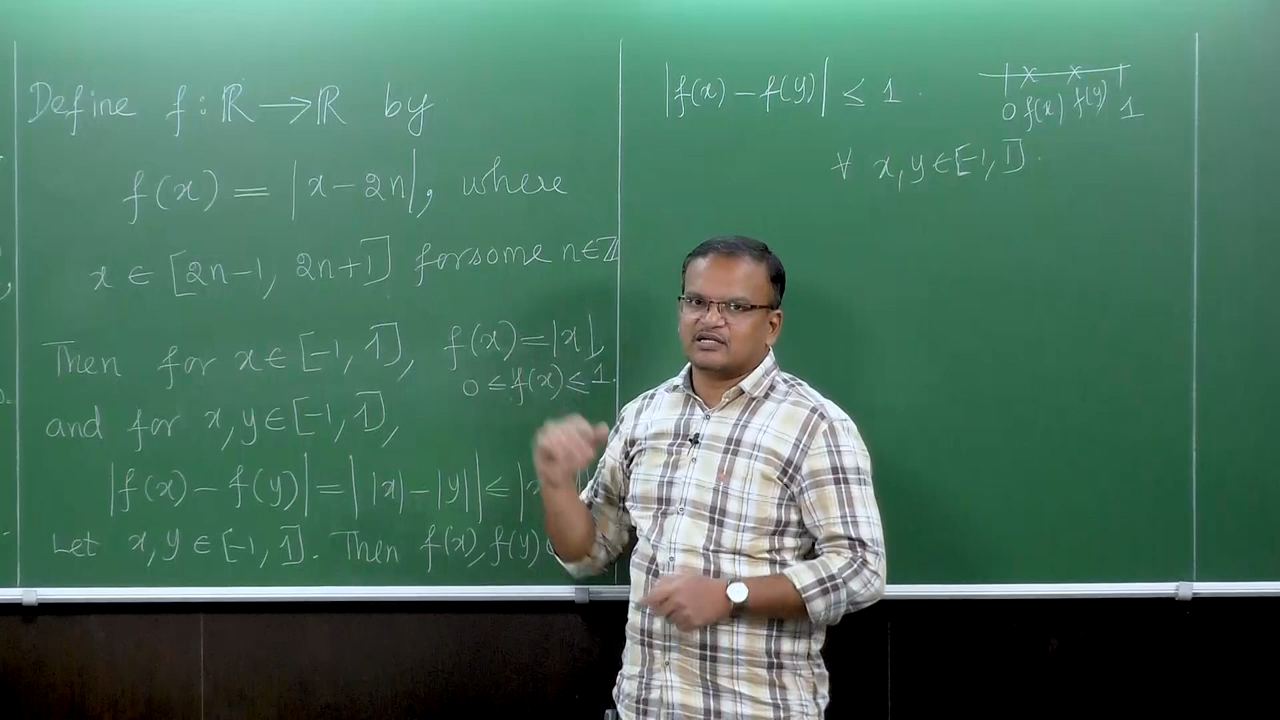 Define f : ℝ → ℝ by
f(x) = |x - 2n|, where
x ∈ [2n-1, 2n+1] for some n ∈ ℤ
Then for x ∈ [-1, 1], f(x) = |x|,
0 ≤ f(x) ≤ 1.
and for x, y ∈ [-1, 1],
|f(x) - f(y)| = ||x| - |y|| ≤ |
Let x, y ∈ [-1, 1]. Then f(x), f(y)
|f(x) - f(y)| ≤ 1.
0 f(x) f(y) 1
∀ x, y ∈ [-1, 1].